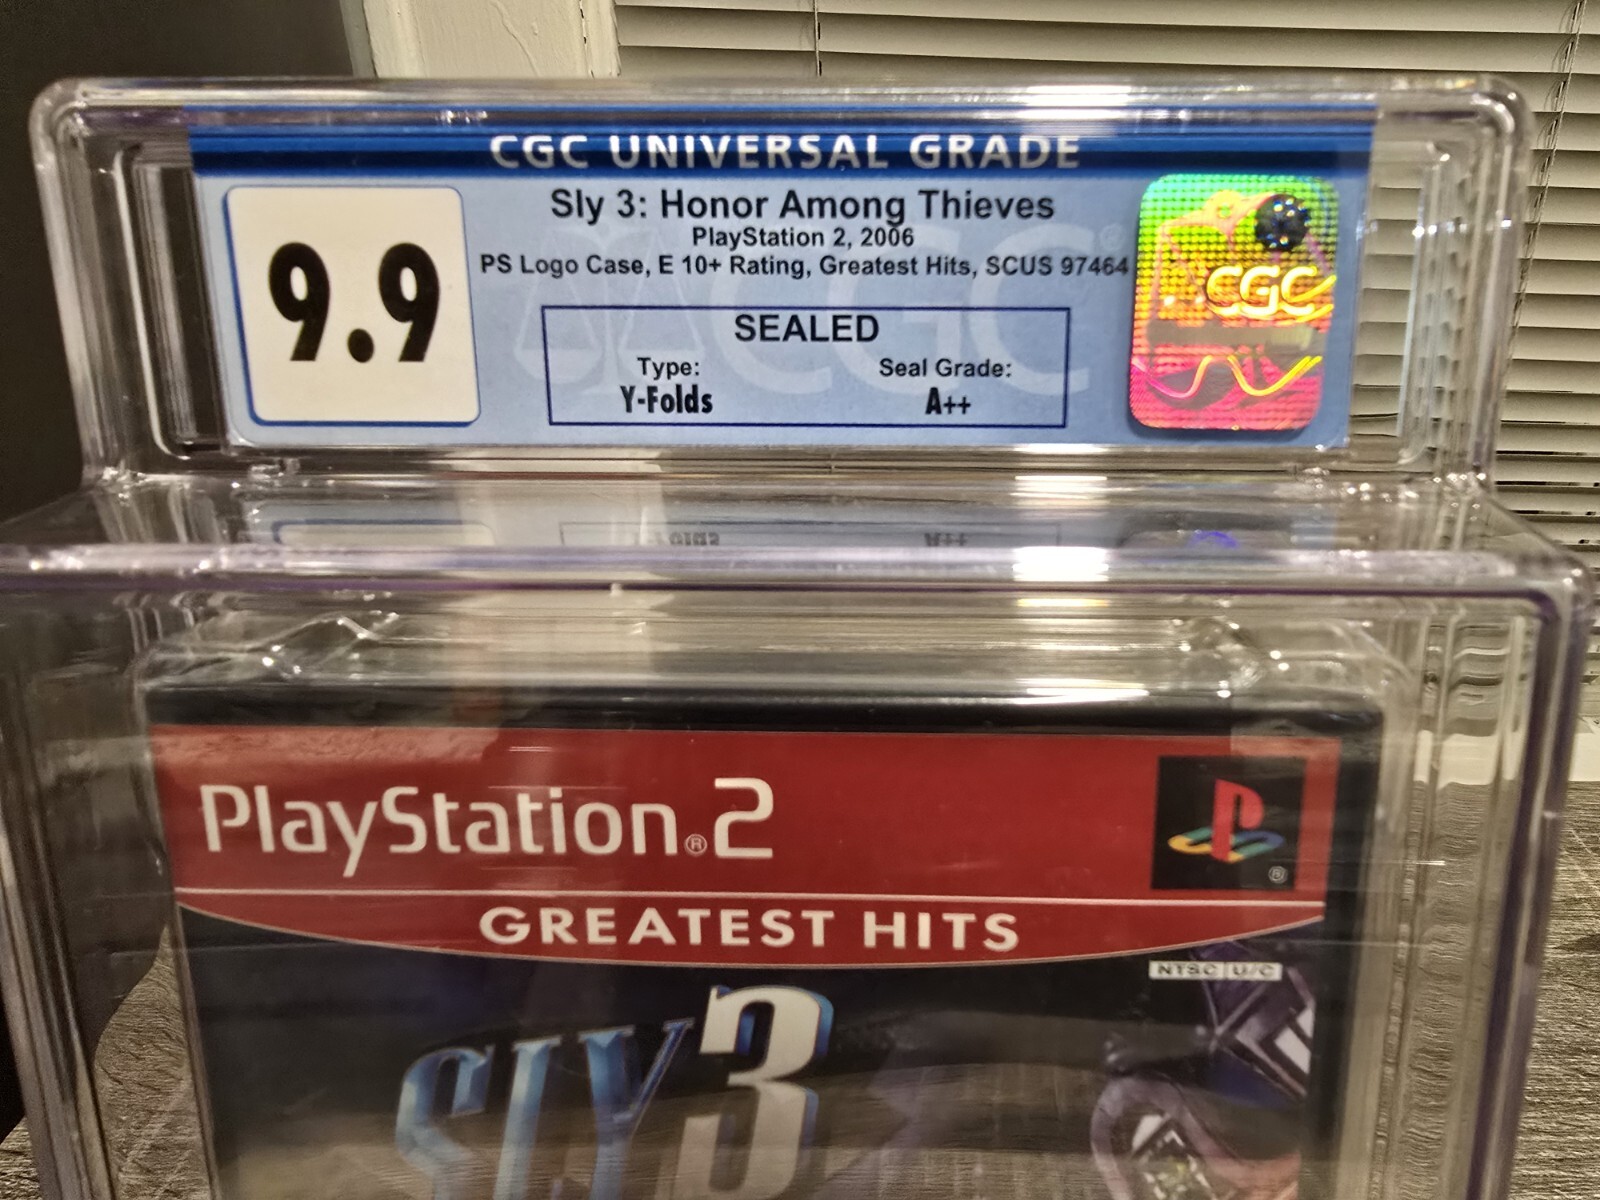 CGC UNIVERSAL GRADE
9.9
Sly 3: Honor Among Thieves
PlayStation 2, 2006
PS Logo Case, E 10+ Rating, Greatest Hits, SCUS 97464
CGC
SEALED
Type: Seal Grade:
Y-Folds A++
PlayStation®2
GREATEST HITS
NTSC U/C
SLY 3